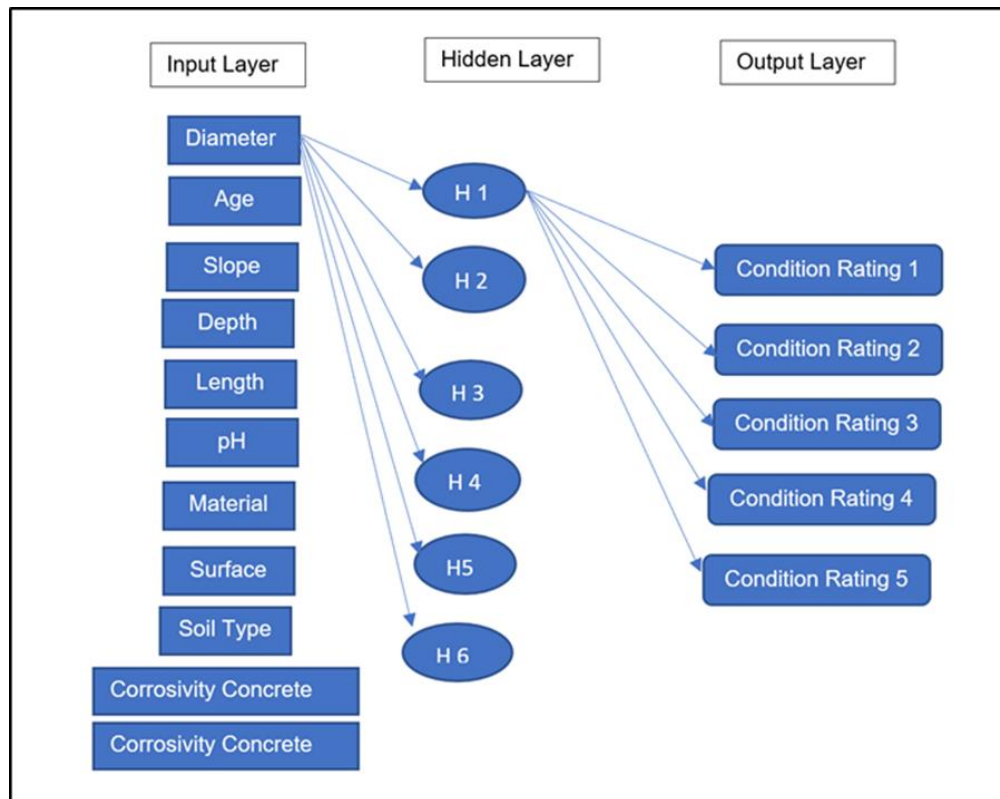 Input Layer
Hidden Layer
Output Layer
Diameter
Age
Slope
Depth
Length
pH
Material
Surface
Soil Type
Corrosivity Concrete
Corrosivity Concrete
H 1
H 2
H 3
H 4
H5
H 6
Condition Rating 1
Condition Rating 2
Condition Rating 3
Condition Rating 4
Condition Rating 5